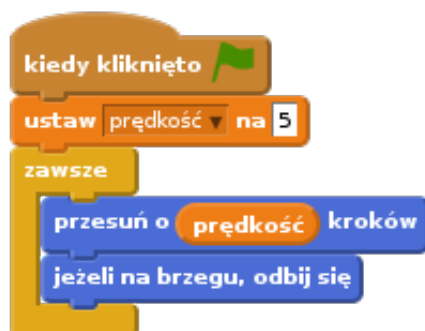 kiedy kliknięto
ustaw prędkość na 5
zawsze
przesuń o prędkość kroków
jeżeli na brzegu, odbij się